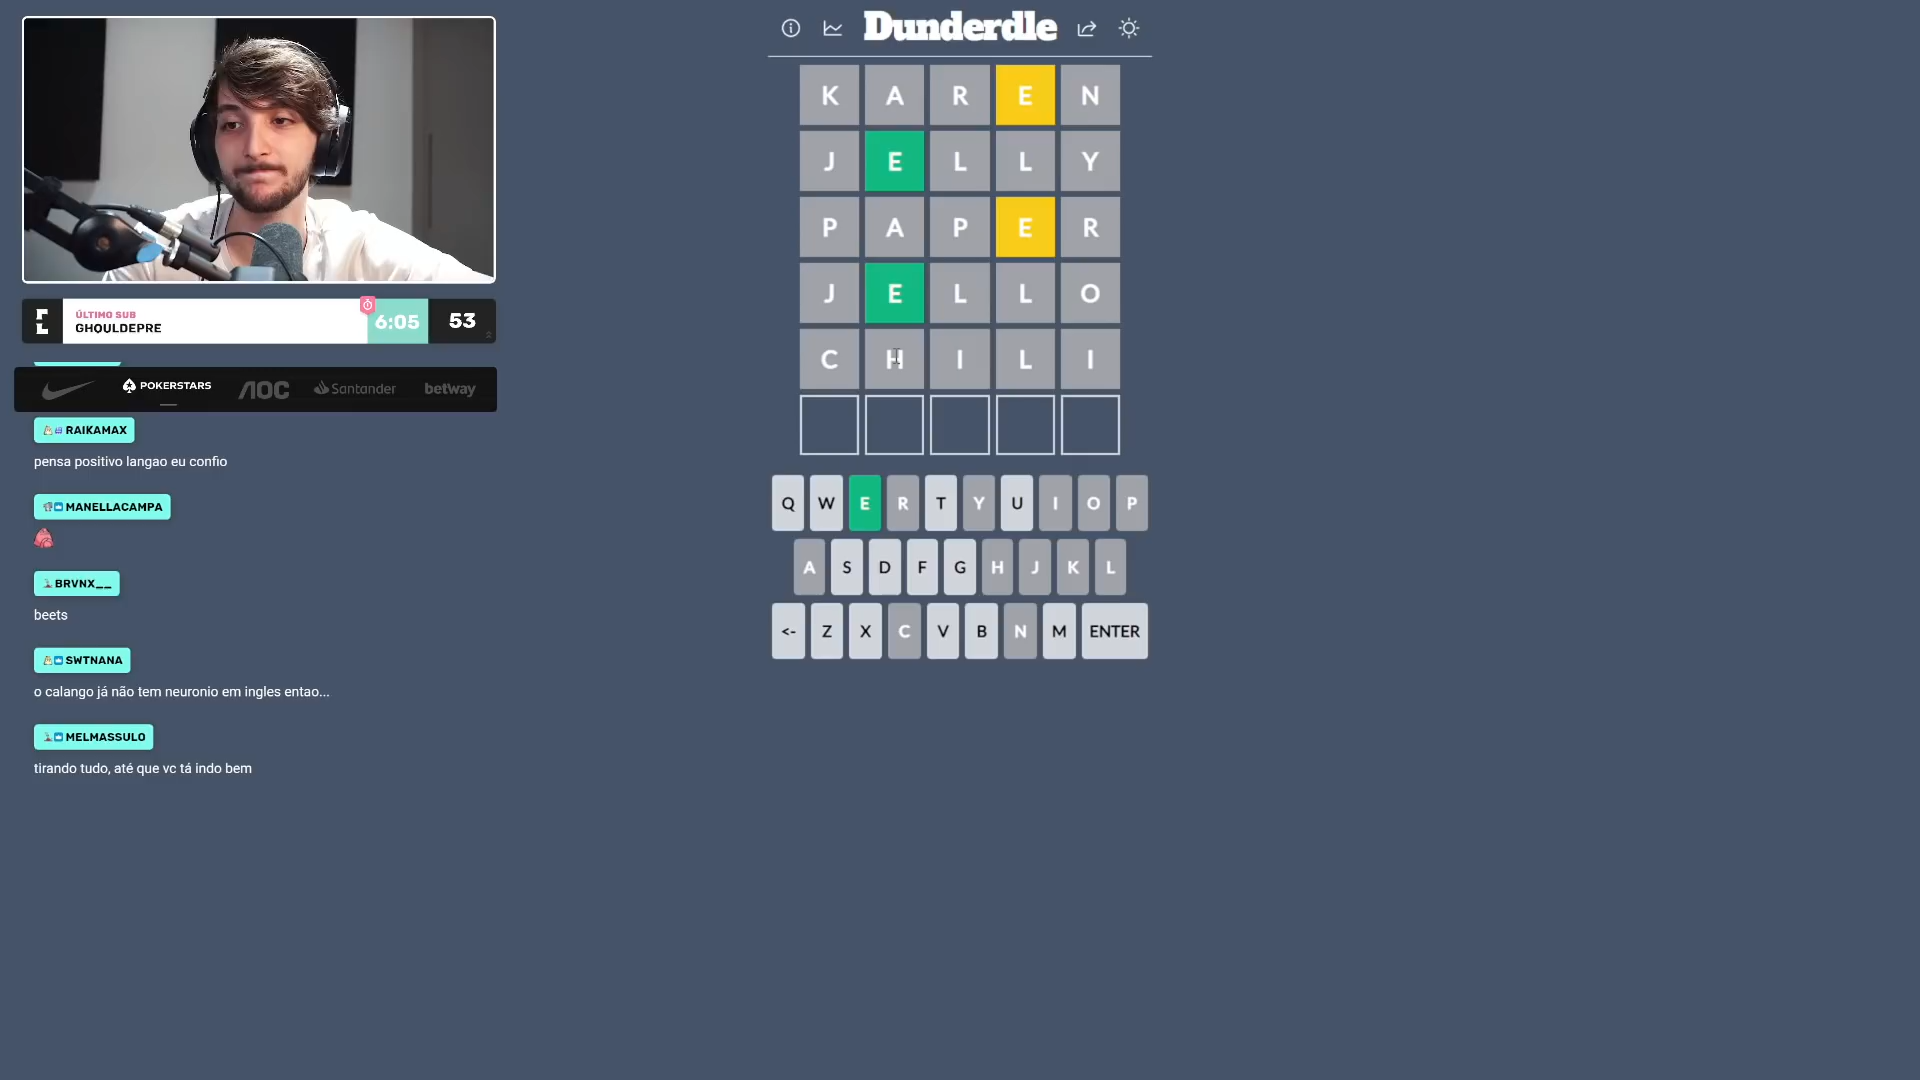 Dunderdle
K A R E N
J E L L Y
P A P E R
J E L L O
C H I L I
Q W E R T Y U I O P
A S D F G H J K L
<- Z X C V B N M ENTER
ÚLTIMO SUB
GHOULDEPRE
6:05
53
POKERSTARS
AOC
Santander
betway
RAIKAMAX
pensa positivo langao eu confio
MANELLACAMPA
BRVNX__
beets
SWTNANA
o calango já não tem neuronio em ingles entao...
MELMASSULO
tirando tudo, até que vc tá indo bem